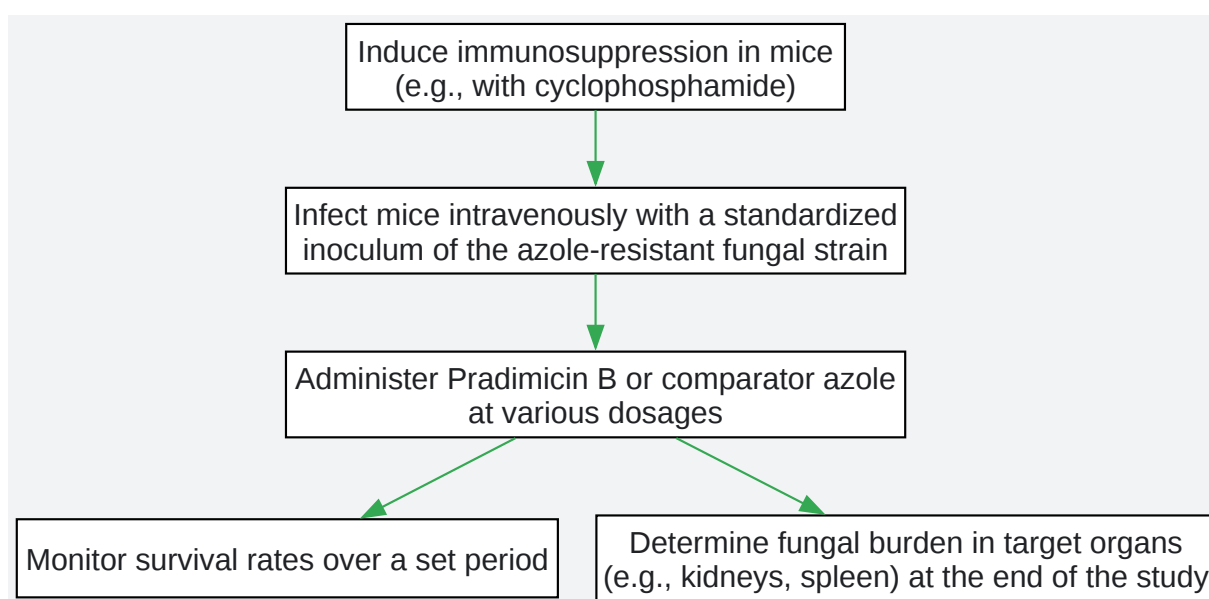 Induce immunosuppression in mice
(e.g., with cyclophosphamide)
Infect mice intravenously with a standardized
inoculum of the azole-resistant fungal strain
Administer Pradimicin B or comparator azole
at various dosages
Monitor survival rates over a set period
Determine fungal burden in target organs
(e.g., kidneys, spleen) at the end of the study